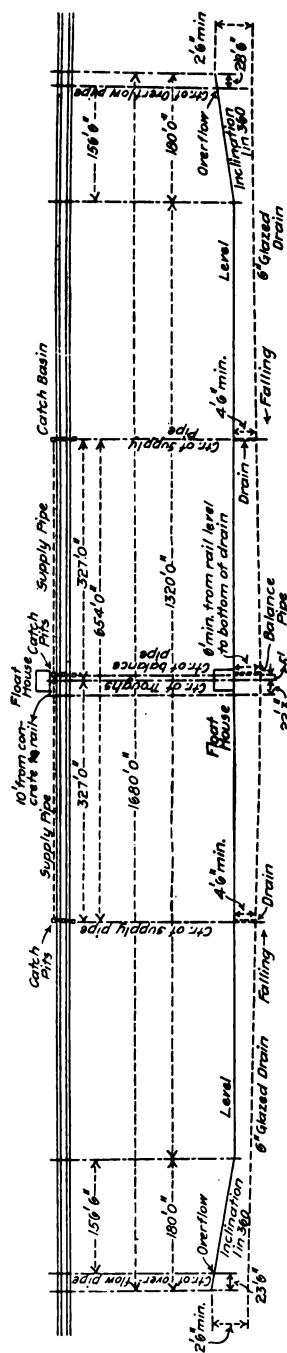 Catch
Pits
Supply Pipe
10' from con-
crete to rails
Float
House
Catch
Pits
Supply Pipe
Catch Basin
327'0"
327'0"
654'0"
156'6"
1680'0"
156'6"
180'0"
1320'0"
180'0"
Ctr. of overflow pipe
Ctr. of supply pipe
Ctr. of Troughs
Ctr. of balance
pipe
Ctr. of supply
Pipe
Ctr. of Overflow pipe
Overflow
Inclination
1 in 360
2'6" min.
23'6"
Level
6" Glazed Drain
Falling
4'6" min.
Drain
Float
House
6' min. from rail level
to bottom of drain
Balance
Pipe
Drain
4'6" min.
Level
Falling
6" Glazed
Drain
Overflow
Inclination
1 in 360
2'6" min
28'6"